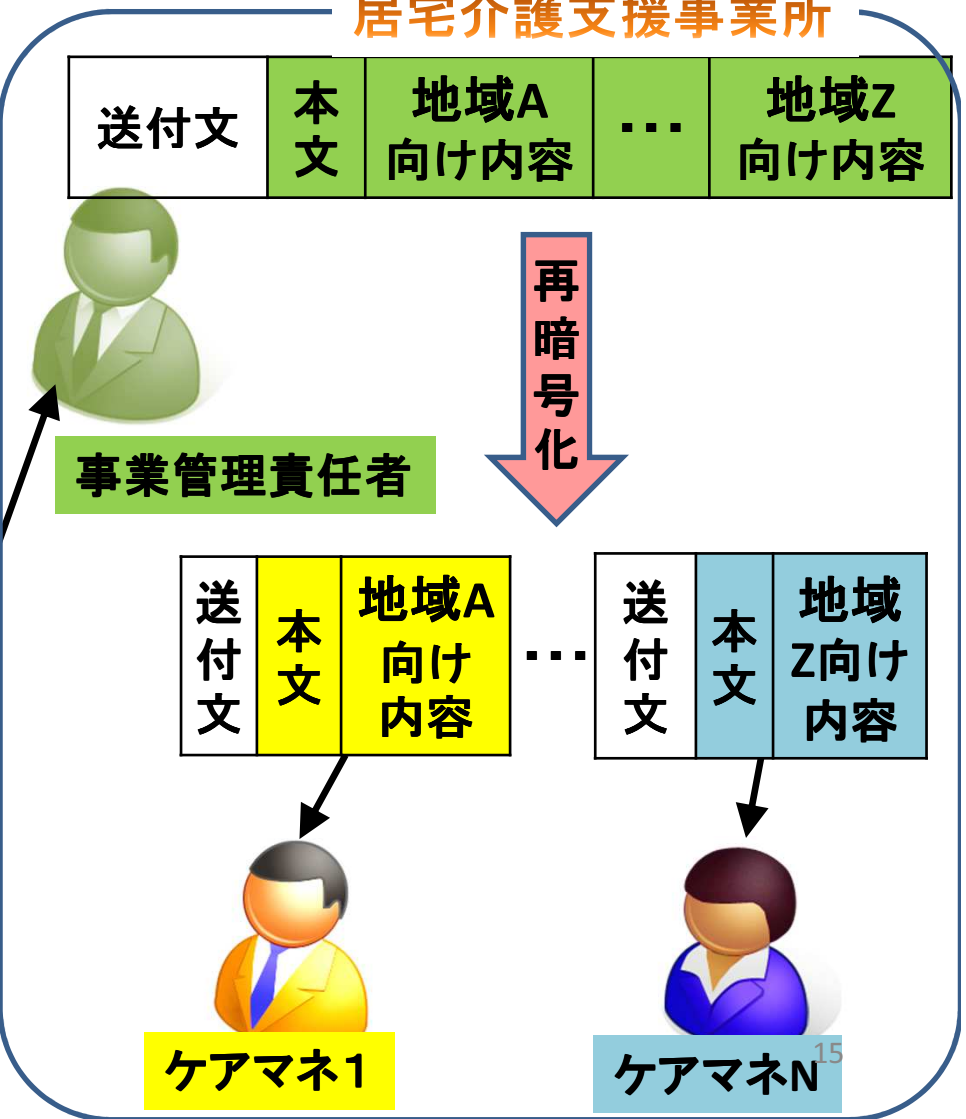 居宅介護支援事業所
送付文
本文
地域A
向け内容
...
地域Z
向け内容
再暗号化
事業管理責任者
送付文
本文
地域A
向け
内容
...
送付文
本文
地域
Z向け
内容
ケアマネ1
ケアマネN
15